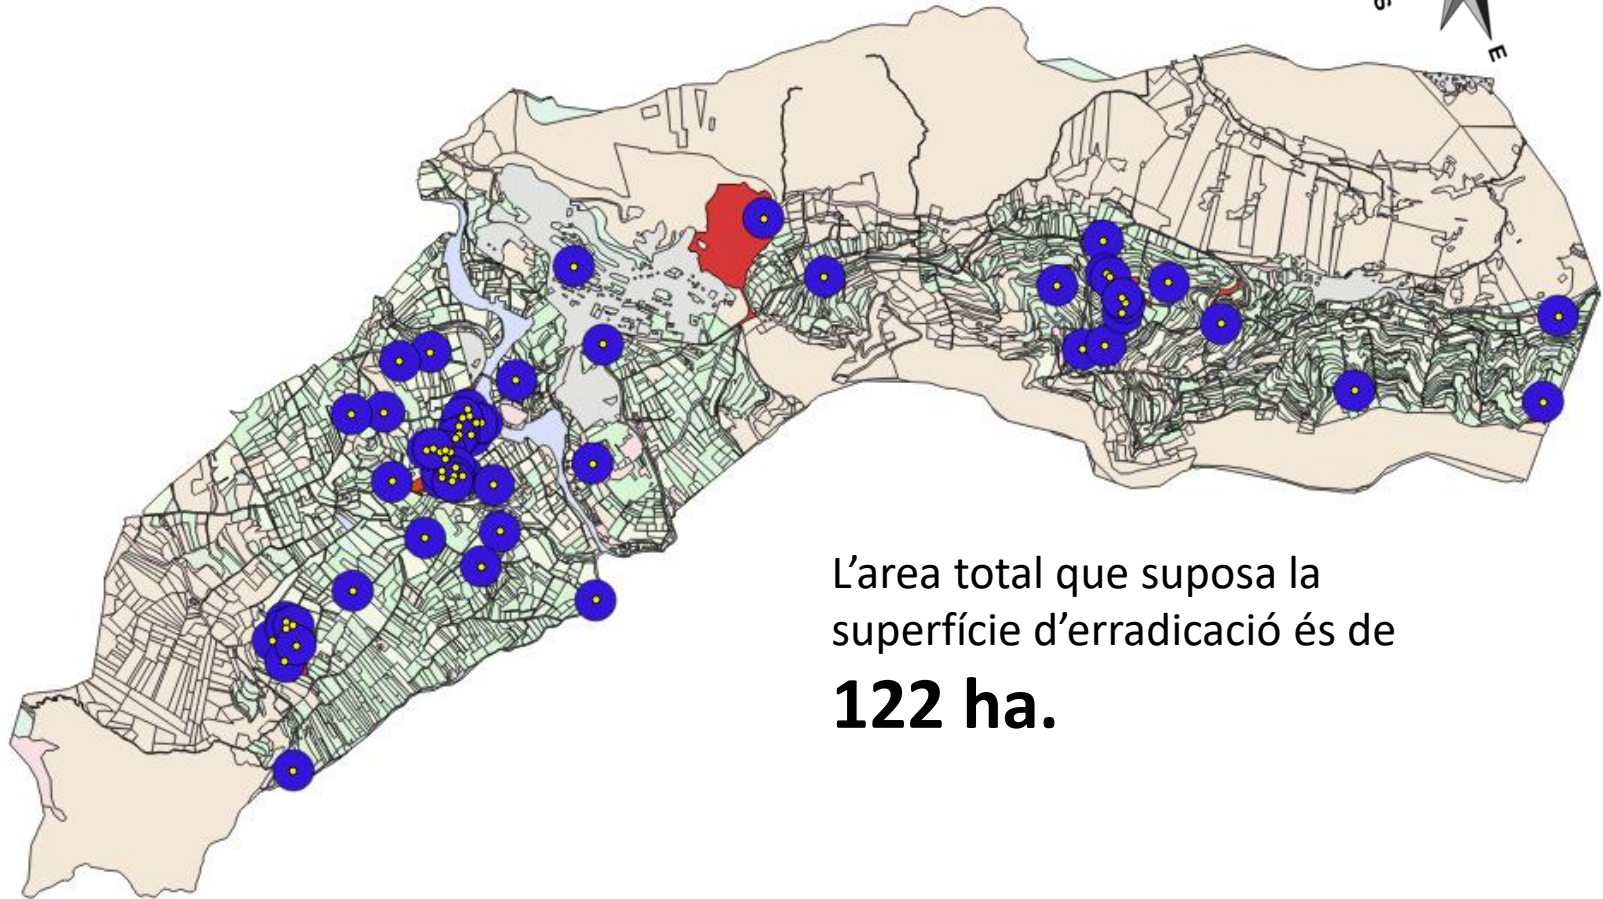 S
E
L’area total que suposa la
superfície d’erradicació és de
122 ha.